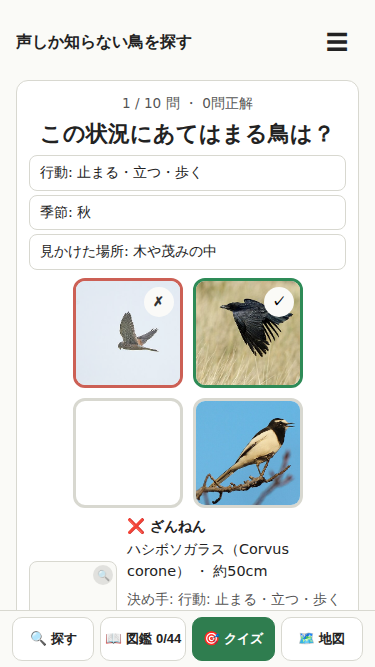 声しか知らない鳥を探す
1 / 10 問 ・ 0問正解
この状況にあてはまる鳥は？
行動: 止まる・立つ・歩く
季節: 秋
見かけた場所: 木や茂みの中
✗
✓
❌ ざんねん
ハシボソガラス（Corvus
corone） ・ 約50cm
決め手: 行動: 止まる・立つ・歩く
🔍 探す
📖 図鑑 0/44
🎯 クイズ
🗺️ 地図